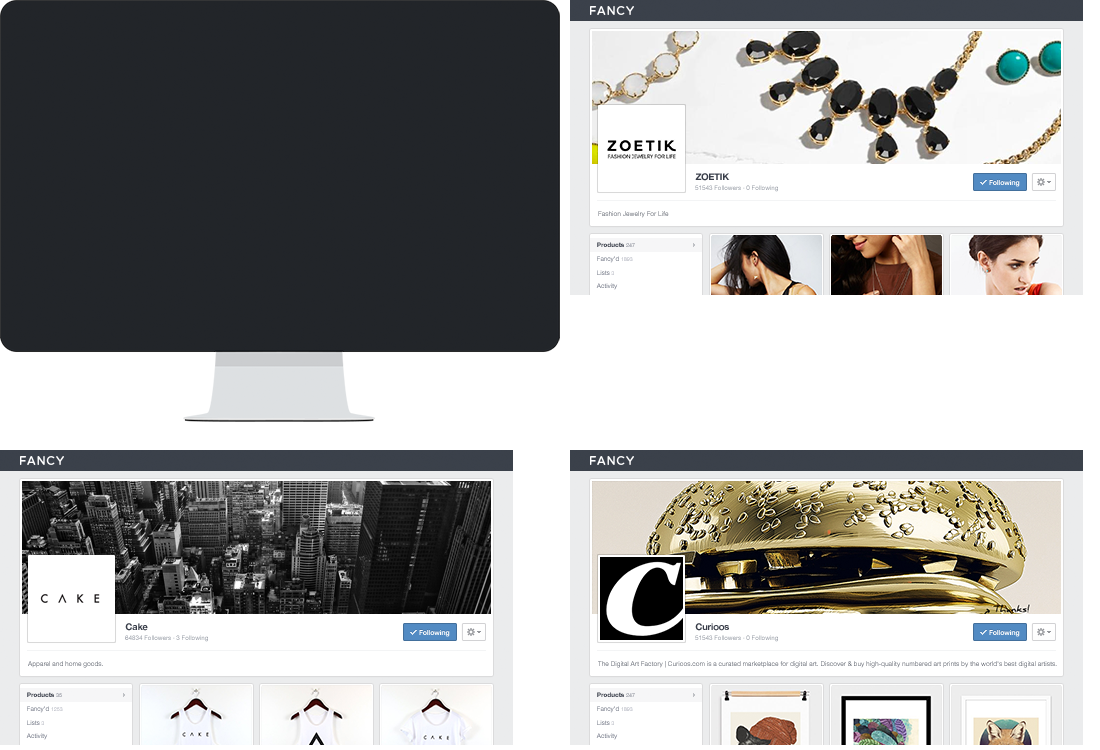 FANCY
ZOETIK
FASHION JEWELRY FOR LIFE
ZOETIK
51543 Followers · 0 Following
Following
Fashion Jewelry For Life
Products 247
Fancy'd 1565
Lists 0
Activity
FANCY
CAKE
Cake
64834 Followers · 3 Following
Following
Apparel and home goods.
Products 36
Fancy'd
Lists 3
Activity
CAKE
CAKE
FANCY
C
Thanks!
Curioos
51543 Followers · 0 Following
Following
The Digital Art Factory | Curioos.com is a curated marketplace for digital art. Discover & buy high-quality numbered art prints by the world's best digital artists.
Products 247
Fancy'd 1565
Lists 0
Activity